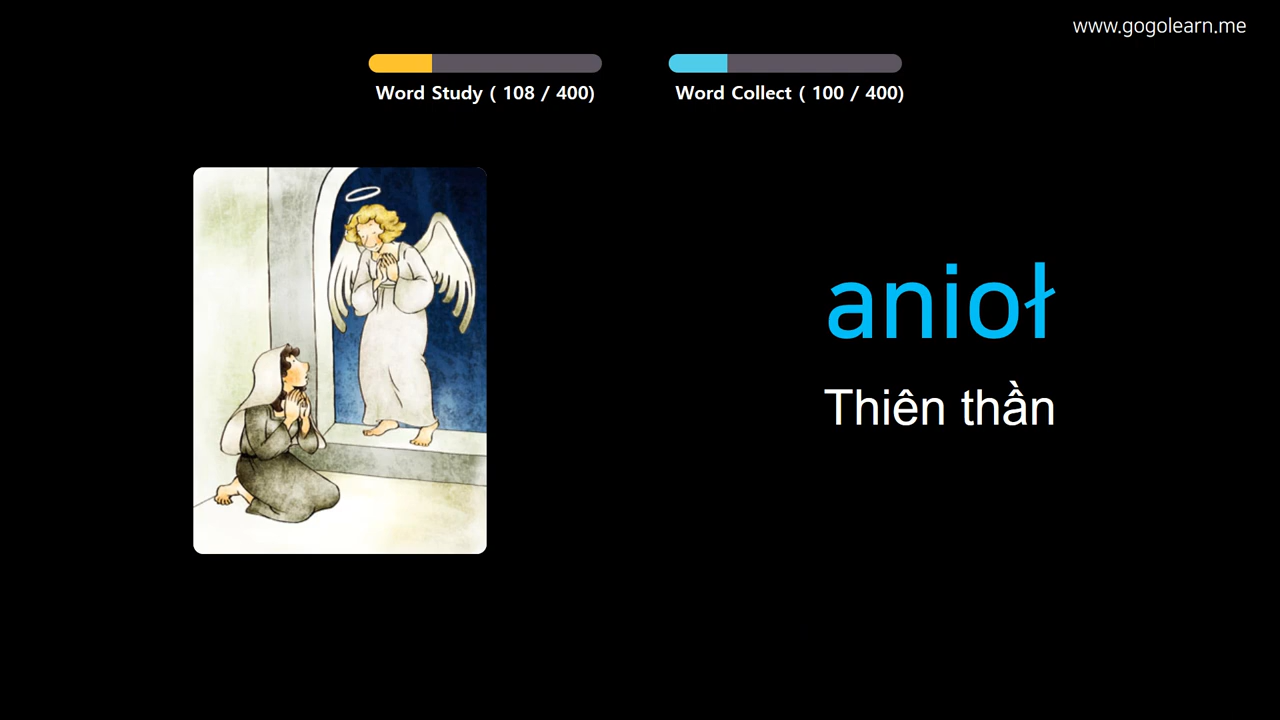 www.gogolearn.me
Word Study ( 108 / 400)
Word Collect ( 100 / 400)
anioł
Thiên thần